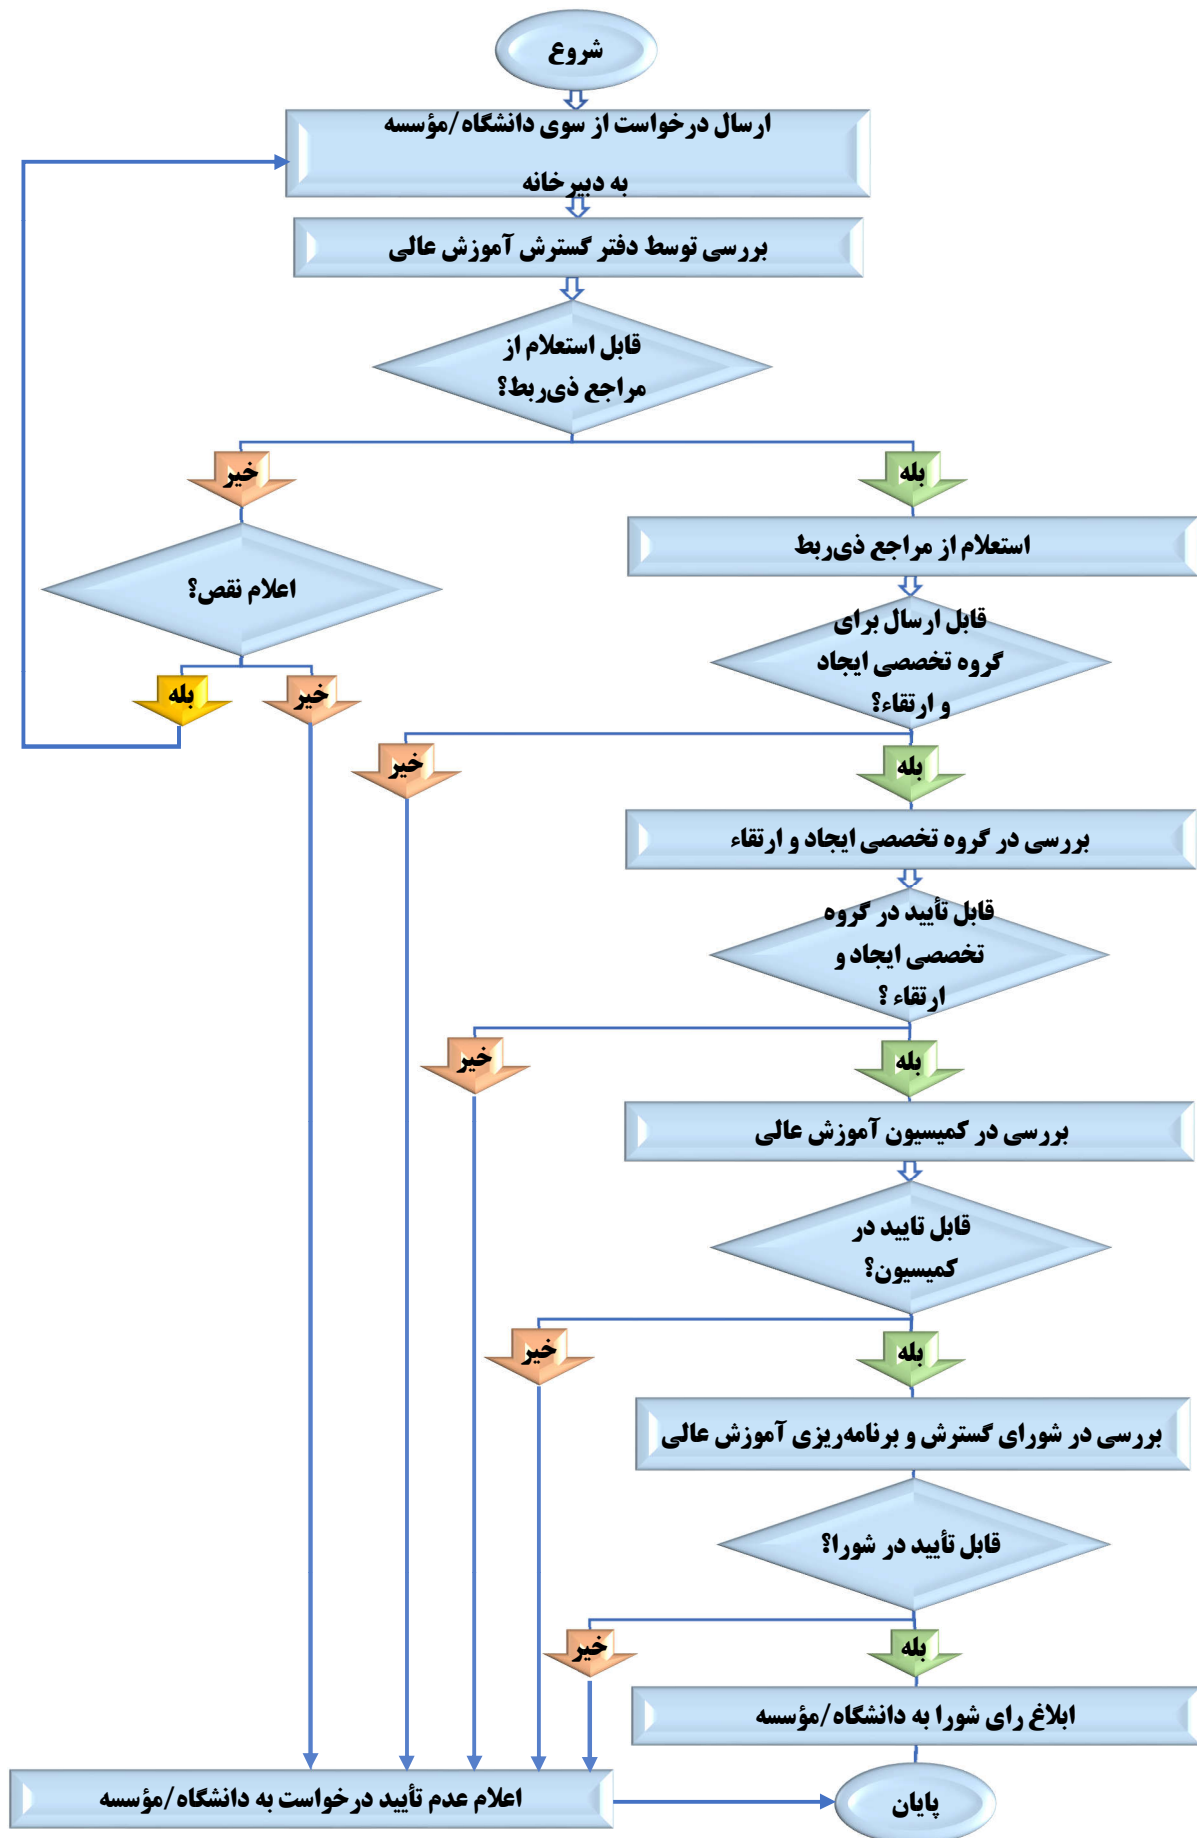 شروع
ارسال درخواست از سوی دانشگاه/مؤسسه
به دبیرخانه
بررسی توسط دفتر گسترش آموزش عالی
قابل استعلام از
مراجع ذی‌ربط؟
خیر
بله
استعلام از مراجع ذی‌ربط
اعلام نقص؟
قابل ارسال برای
گروه تخصصی ایجاد
و ارتقاء؟
بله
خیر
خیر
بله
بررسی در گروه تخصصی ایجاد و ارتقاء
قابل تأیید در گروه
تخصصی ایجاد و
ارتقاء ؟
خیر
بله
بررسی در کمیسیون آموزش عالی
قابل تایید در
کمیسیون؟
خیر
بله
بررسی در شورای گسترش و برنامه‌ریزی آموزش عالی
قابل تأیید در شورا؟
خیر
بله
ابلاغ رای شورا به دانشگاه/مؤسسه
اعلام عدم تأیید درخواست به دانشگاه/مؤسسه
پایان